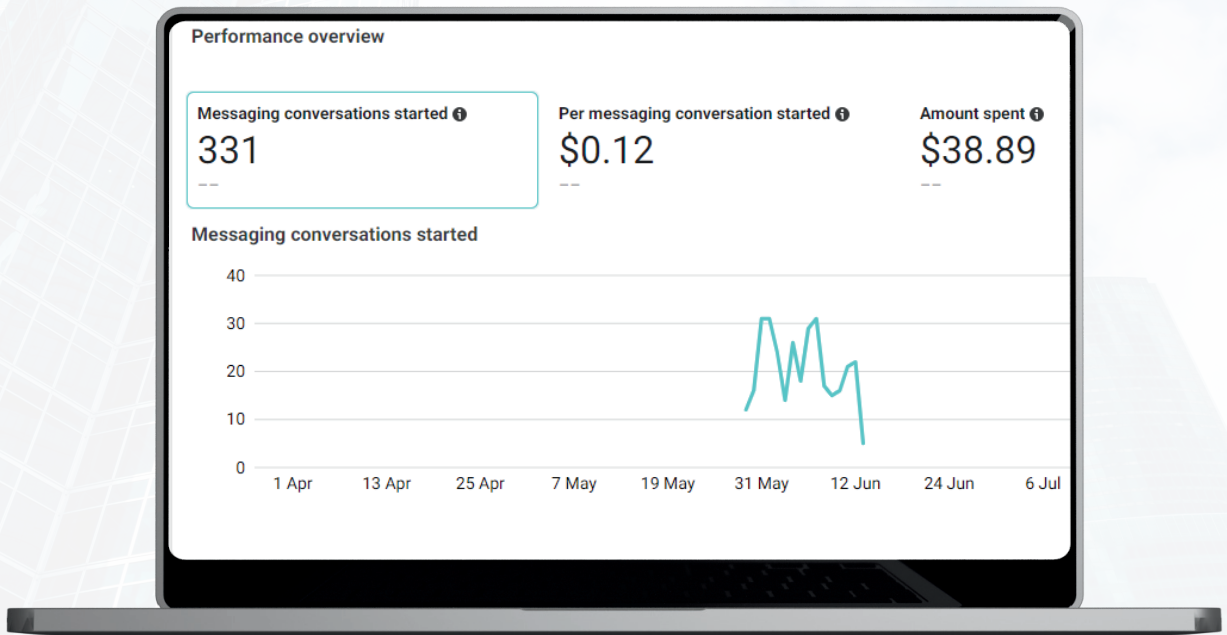 Performance overview
Messaging conversations started
Per messaging conversation started
Amount spent
331
$0.12
$38.89
--
--
--
Messaging conversations started
40
30
20
10
0
1 Apr
13 Apr
25 Apr
7 May
19 May
31 May
12 Jun
24 Jun
6 Jul